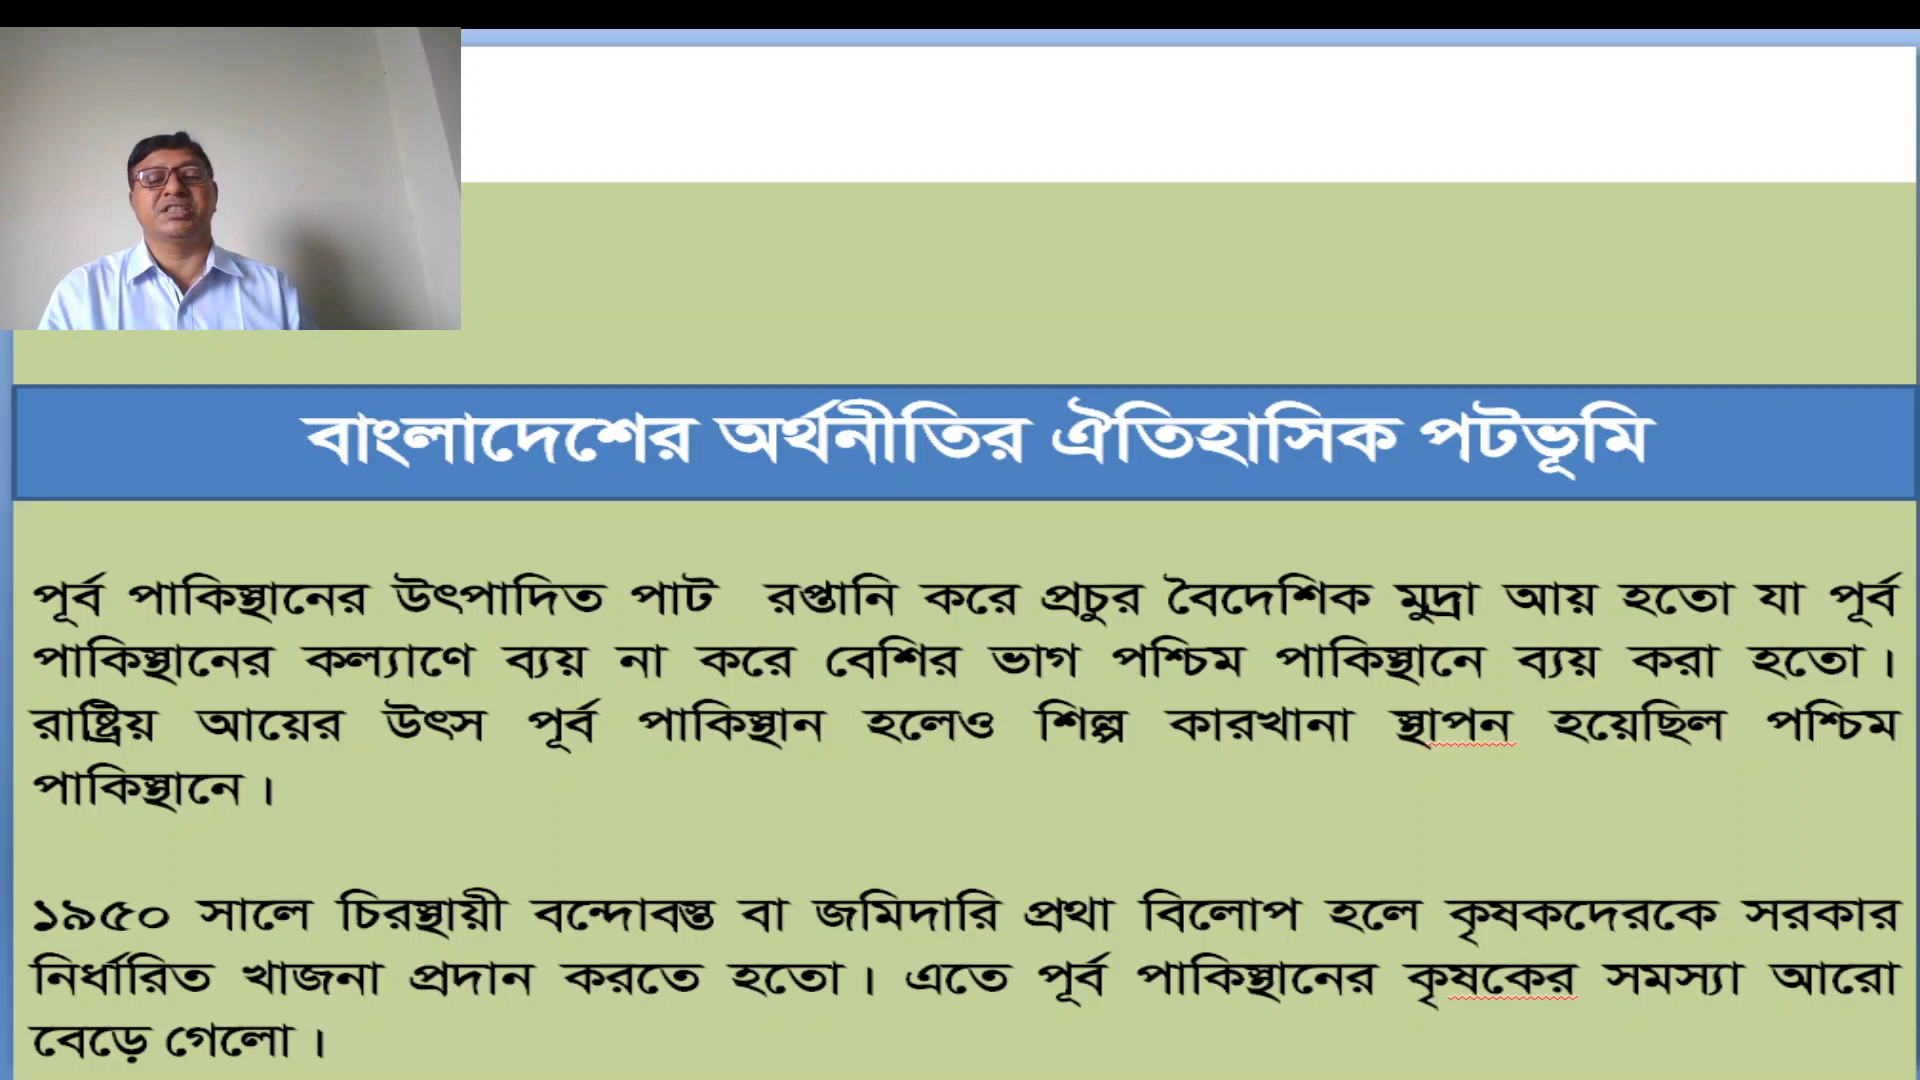 বাংলাদেশের অর্থনীতির ঐতিহাসিক পটভূমি
পূর্ব পাকিস্থানের উৎপাদিত পাট রপ্তানি করে প্রচুর বৈদেশিক মুদ্রা আয় হতো যা পূর্ব
পাকিস্থানের কল্যাণে ব্যয় না করে বেশির ভাগ পশ্চিম পাকিস্থানে ব্যয় করা হতো।
রাষ্ট্রিয় আয়ের উৎস পূর্ব পাকিস্থান হলেও শিল্প কারখানা স্থাপন হয়েছিল পশ্চিম
পাকিস্থানে।
১৯৫০ সালে চিরস্থায়ী বন্দোবস্ত বা জমিদারি প্রথা বিলোপ হলে কৃষকদেরকে সরকার
নির্ধারিত খাজনা প্রদান করতে হতো। এতে পূর্ব পাকিস্থানের কৃষকের সমস্যা আরো
বেড়ে গেলো।